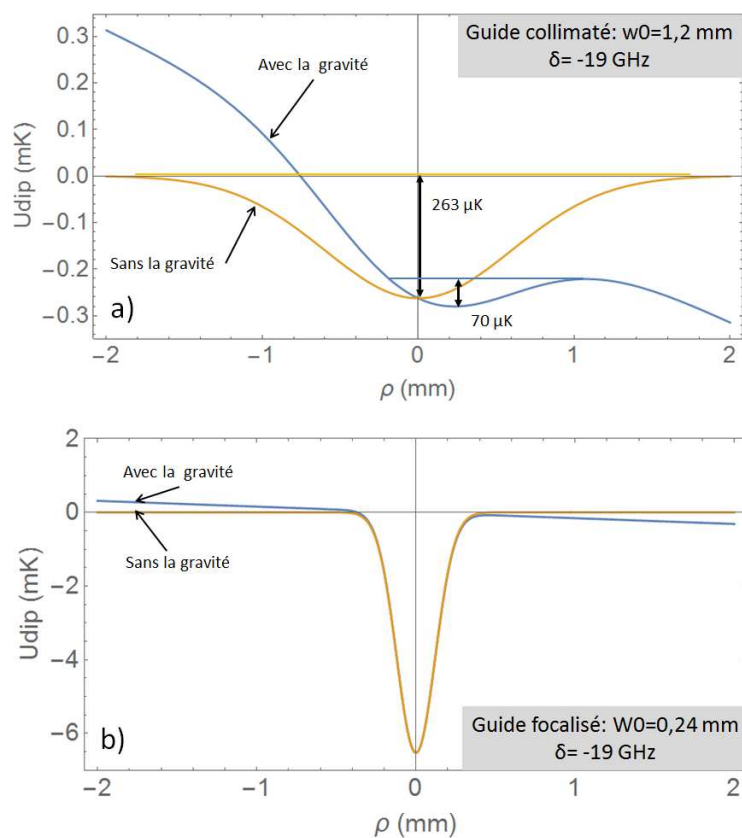 Guide collimaté: w0=1,2 mm
δ= -19 GHz
Avec la gravité
Sans la gravité
263 µK
70 µK
a)
Udip (mK)
0.3
0.2
0.1
0.0
-0.1
-0.2
-0.3
−2
−1
0
1
2
ρ (mm)
Avec la gravité
Sans la gravité
b)
Guide focalisé: W0=0,24 mm
δ= -19 GHz
Udip (mK)
2
0
−2
−4
−6
−2
−1
0
1
2
ρ (mm)